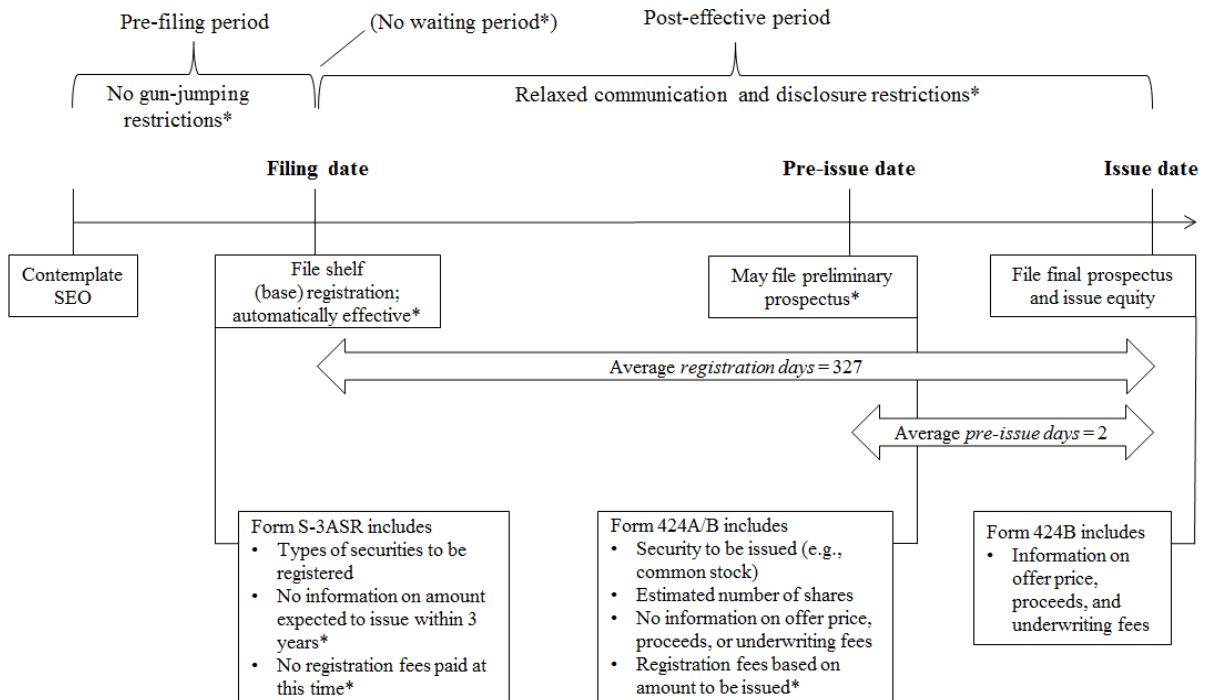 Pre-filing period
(No waiting period*)
Post-effective period
No gun-jumping
restrictions*
Relaxed communication and disclosure restrictions*
Filing date
Pre-issue date
Issue date
Contemplate
SEO
File shelf
(base) registration;
automatically effective*
May file preliminary
prospectus*
File final prospectus
and issue equity
Average registration days = 327
Average pre-issue days = 2
Form S-3ASR includes
• Types of securities to be
registered
• No information on amount
expected to issue within 3
years*
• No registration fees paid at
this time*
Form 424A/B includes
• Security to be issued (e.g.,
common stock)
• Estimated number of shares
• No information on offer price,
proceeds, or underwriting fees
• Registration fees based on
amount to be issued*
Form 424B includes
• Information on
offer price,
proceeds, and
underwriting fees